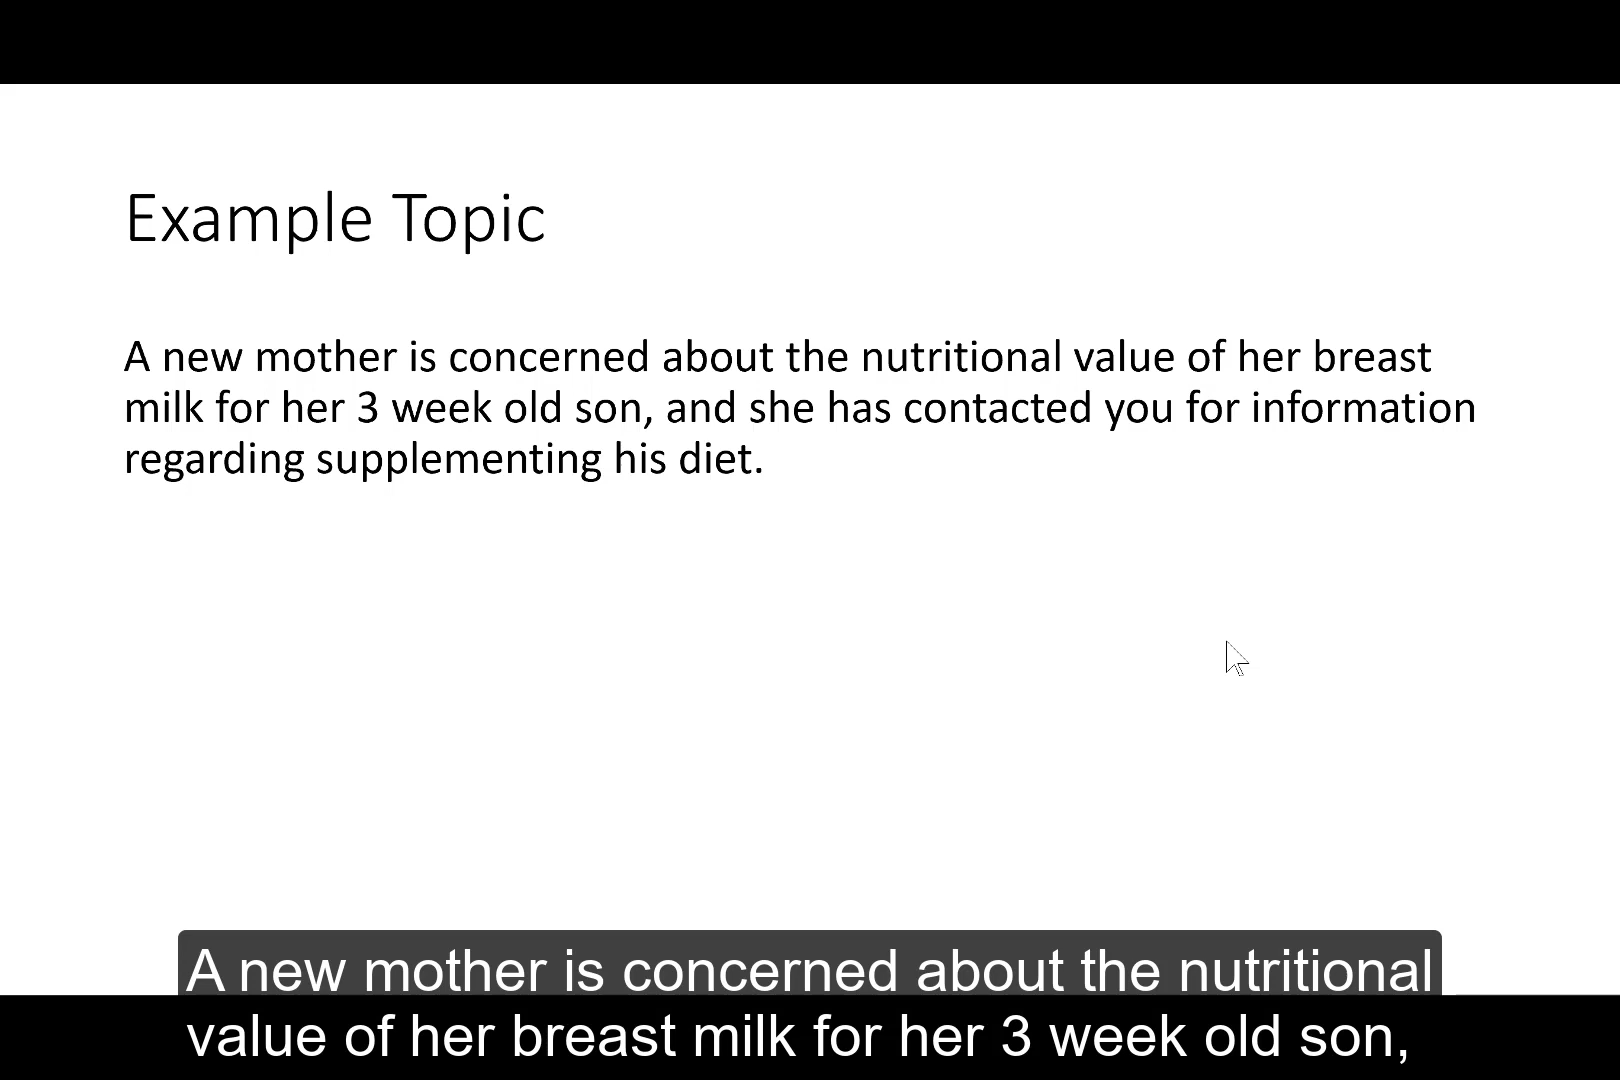 Example Topic
A new mother is concerned about the nutritional value of her breast
milk for her 3 week old son, and she has contacted you for information
regarding supplementing his diet.
A new mother is concerned about the nutritional
value of her breast milk for her 3 week old son,